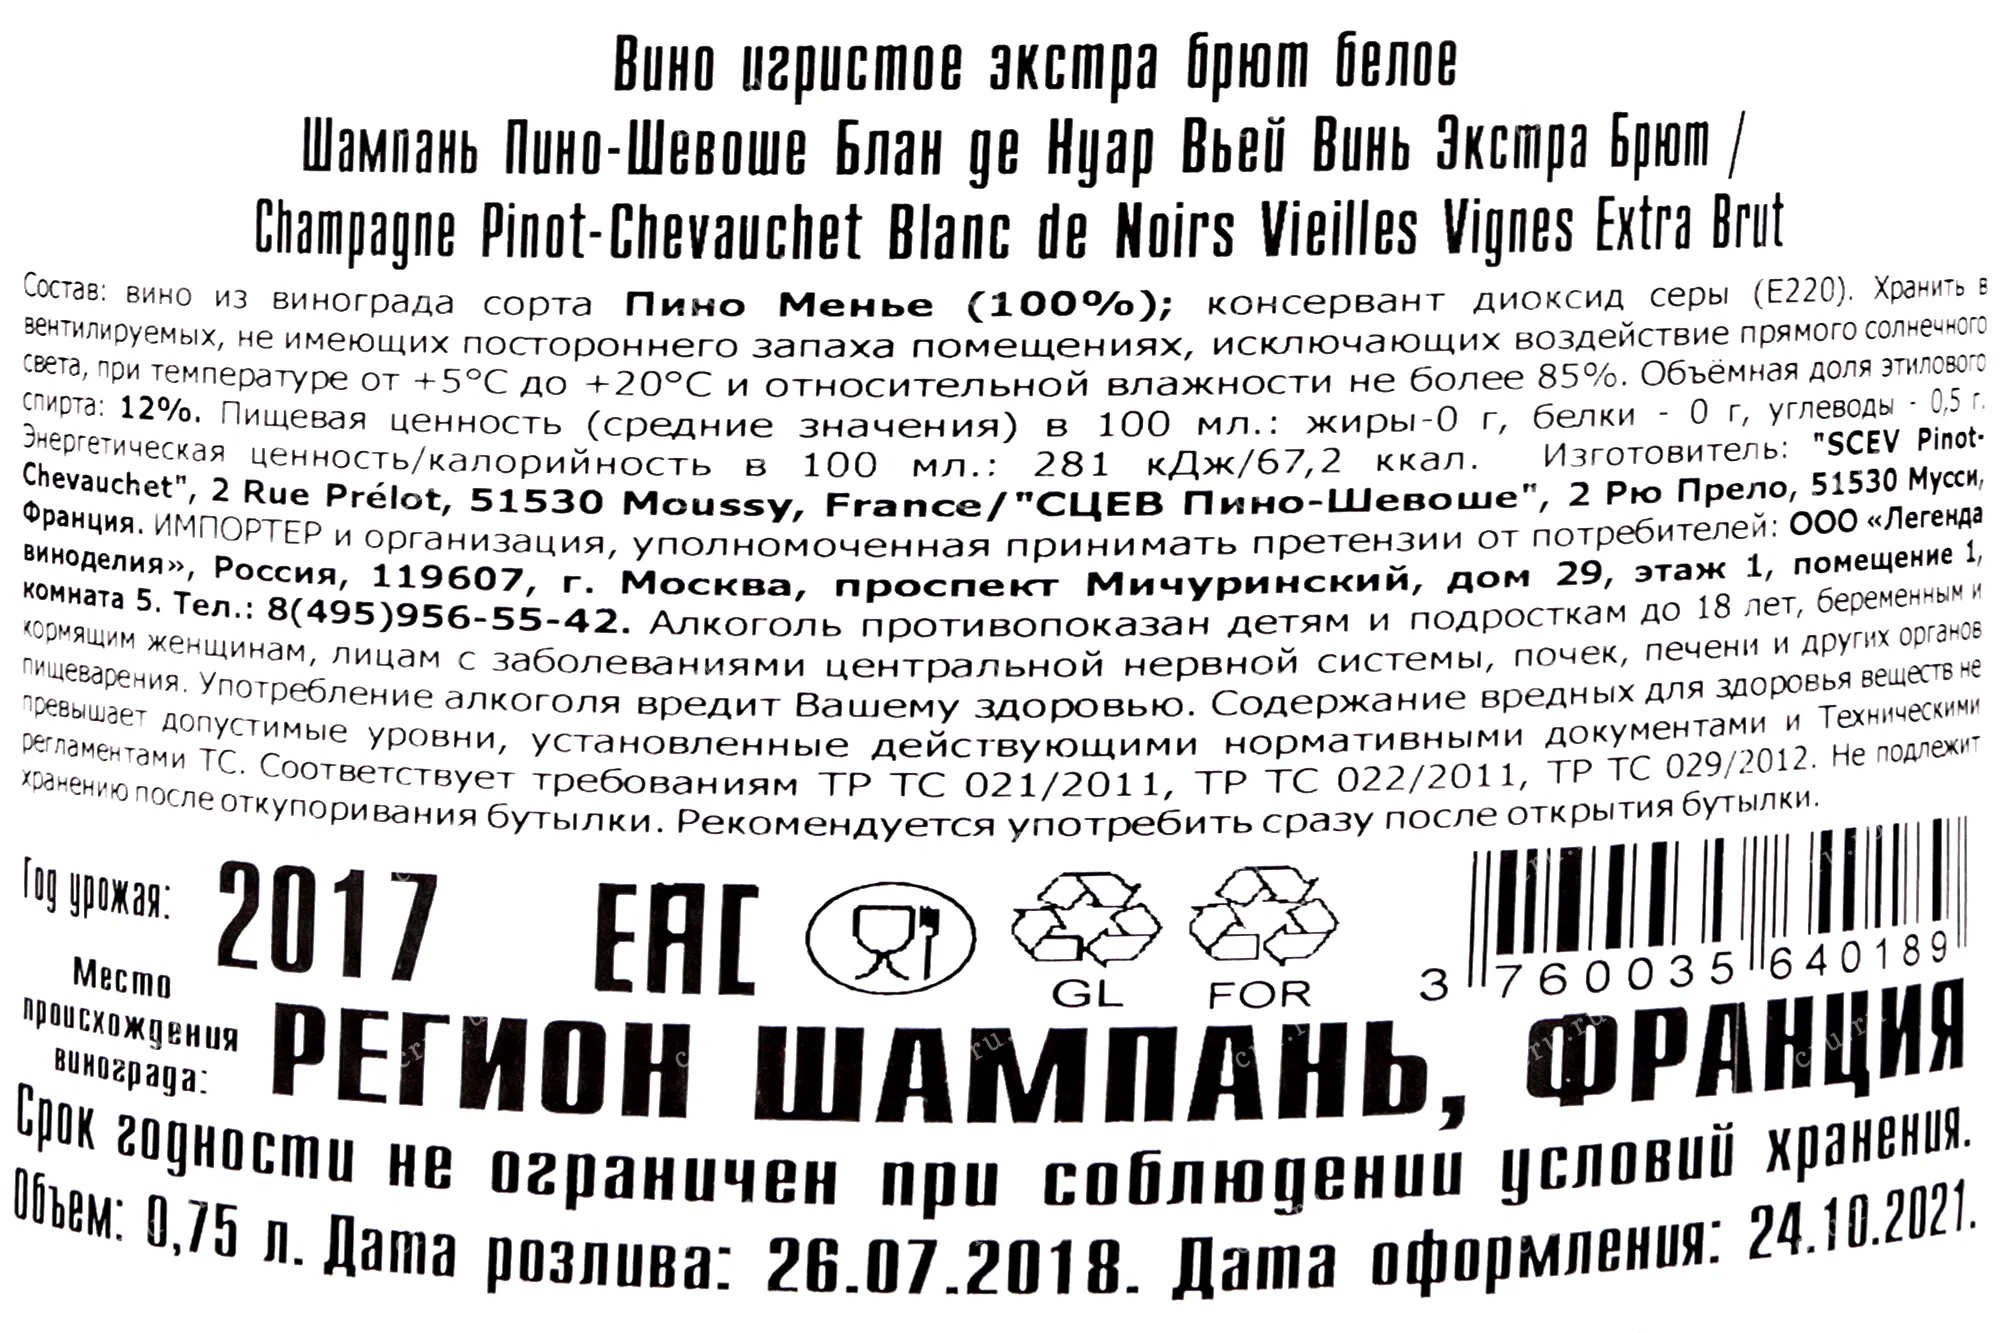 Вино игристое экстра брют белое
Шампань Пино-Шевоше Блан де Нуар Вьей Винь Экстра Брют /
Champagne Pinot-Chevauchet Blanc de Noirs Vieilles Vignes Extra Brut
Состав: вино из винограда сорта Пино Менье (100%); консервант диоксид серы (Е220). Хранить в
вентилируемых, не имеющих постороннего запаха помещениях, исключающих воздействие прямого солнечного
света, при температуре от +5°С до +20°С и относительной влажности не более 85%. Объёмная доля этилового
спирта: 12%. Пищевая ценность (средние значения) в 100 мл.: жиры-0 г, белки - 0 г, углеводы - 0,5 г.
Энергетическая ценность/калорийность в 100 мл.: 281 кДж/67,2 ккал. Изготовитель: "SCEV Pinot-
Chevauchet", 2 Rue Prélot, 51530 Moussy, France/"СЦЕВ Пино-Шевоше", 2 Рю Прело, 51530 Мусси,
Франция. ИМПОРТЕР и организация, уполномоченная принимать претензии от потребителей: ООО «Легенда
виноделия», Россия, 119607, г. Москва, проспект Мичуринский, дом 29, этаж 1, помещение 1,
комната 5. Тел.: 8(495)956-55-42. Алкоголь противопоказан детям и подросткам до 18 лет, беременным и
кормящим женщинам, лицам с заболеваниями центральной нервной системы, почек, печени и других органов
пищеварения. Употребление алкоголя вредит Вашему здоровью. Содержание вредных для здоровья веществ не
превышает допустимые уровни, установленные действующими нормативными документами и Техническими
регламентами ТС. Соответствует требованиям ТР ТС 021/2011, ТР ТС 022/2011, ТР ТС 029/2012. Не подлежит
хранению после откупоривания бутылки. Рекомендуется употребить сразу после открытия бутылки.
Год урожая: 2017 EAC
GL FOR
3 760035 640189
Место
происхождения
винограда:
РЕГИОН ШАМПАНЬ, ФРАНЦИЯ
Срок годности не ограничен при соблюдении условий хранения.
Объем: 0,75 л. Дата розлива: 26.07.2018. Дата оформления: 24.10.2021.